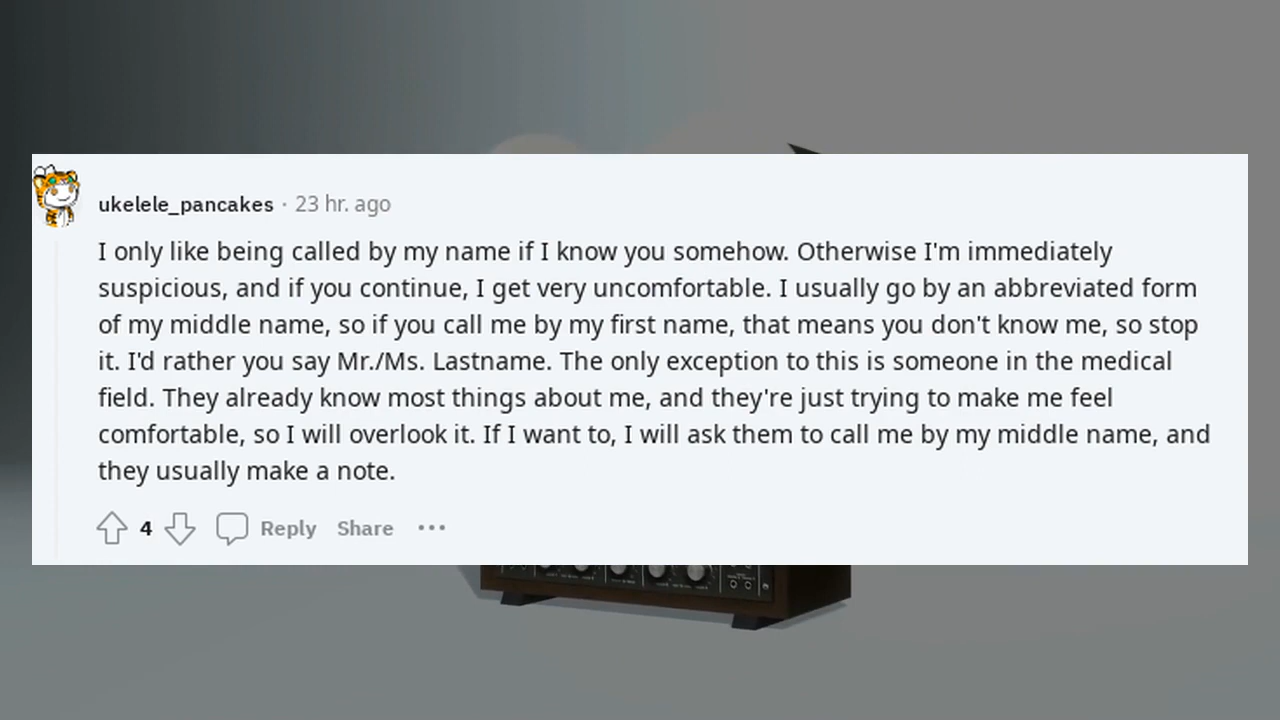 ukelele_pancakes · 23 hr. ago
I only like being called by my name if I know you somehow. Otherwise I'm immediately
suspicious, and if you continue, I get very uncomfortable. I usually go by an abbreviated form
of my middle name, so if you call me by my first name, that means you don't know me, so stop
it. I'd rather you say Mr./Ms. Lastname. The only exception to this is someone in the medical
field. They already know most things about me, and they're just trying to make me feel
comfortable, so I will overlook it. If I want to, I will ask them to call me by my middle name, and
they usually make a note.
4 Reply Share ···